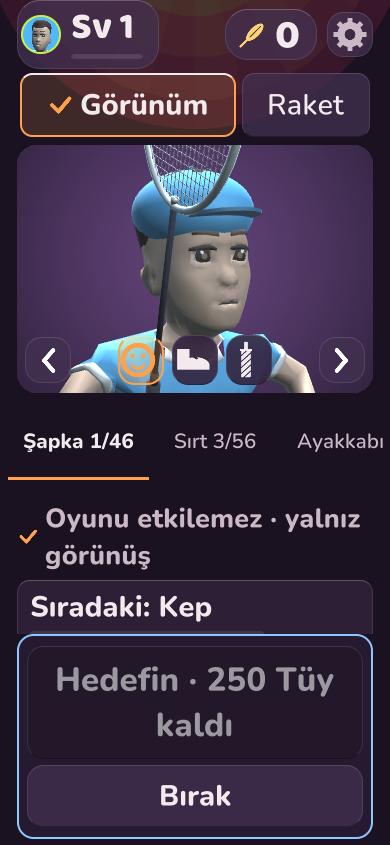 Sv 1
0
Görünüm
Raket
Şapka 1/46
Sırt 3/56
Ayakkabı
Oyunu etkilemez · yalnız
görünüş
Sıradaki: Kep
Hedefin · 250 Tüy
kaldı
Bırak